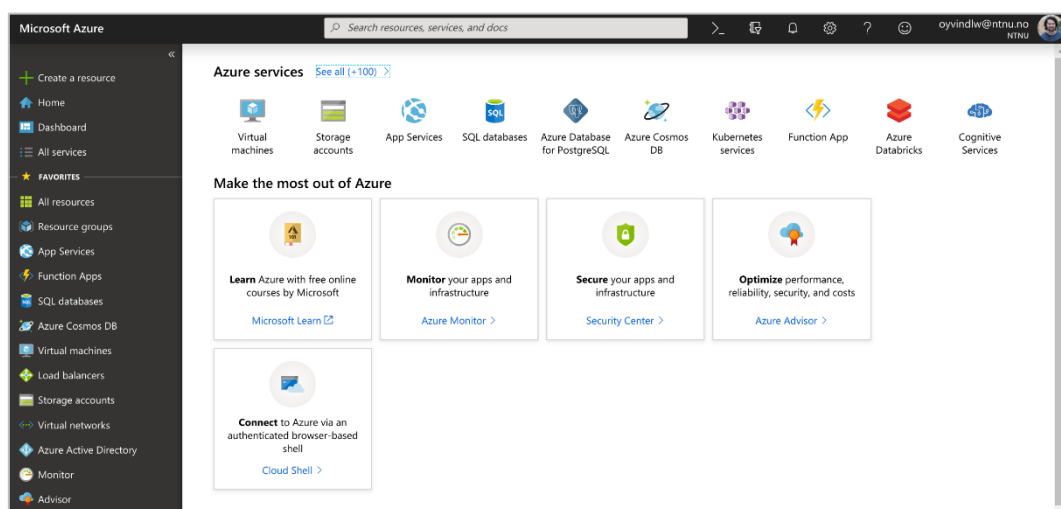 Microsoft Azure
Search resources, services, and docs
oyvindlw@ntnu.no
NTNU
Create a resource
Home
Dashboard
All services
FAVORITES
All resources
Resource groups
App Services
Function Apps
SQL databases
Azure Cosmos DB
Virtual machines
Load balancers
Storage accounts
Virtual networks
Azure Active Directory
Monitor
Advisor
Azure services See all (+100) >
Virtual
machines
Storage
accounts
App Services
SQL
SQL databases
Azure Database
for PostgreSQL
Azure Cosmos
DB
Kubernetes
services
Function App
Azure
Databricks
Cognitive
Services
Make the most out of Azure
Learn Azure with free online
courses by Microsoft
Microsoft Learn
Monitor your apps and
infrastructure
Azure Monitor >
Secure your apps and
infrastructure
Security Center >
Optimize performance,
reliability, security, and costs
Azure Advisor >
Connect to Azure via an
authenticated browser-based
shell
Cloud Shell >